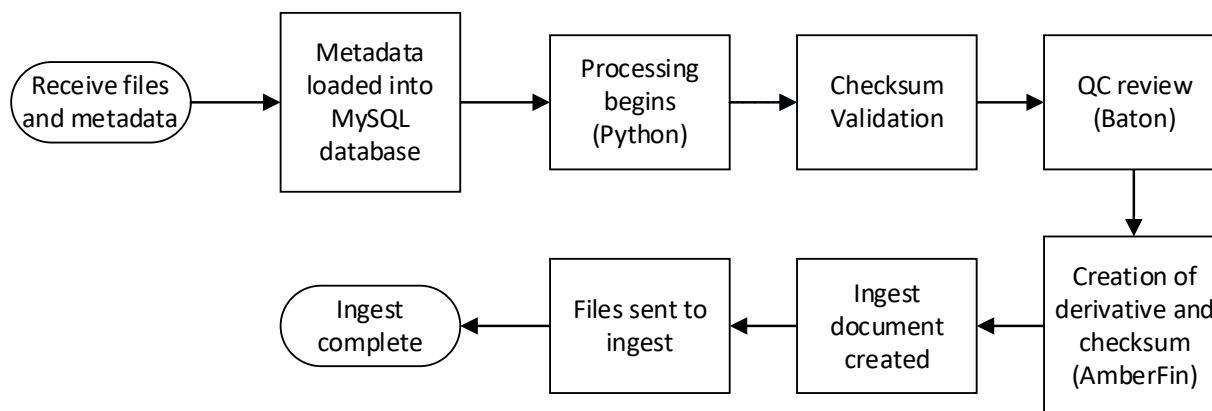 Receive files
and metadata
Metadata
loaded into
MySQL
database
Processing
begins
(Python)
Checksum
Validation
QC review
(Baton)
Creation of
derivative and
checksum
(AmberFin)
Ingest
document
created
Files sent to
ingest
Ingest
complete